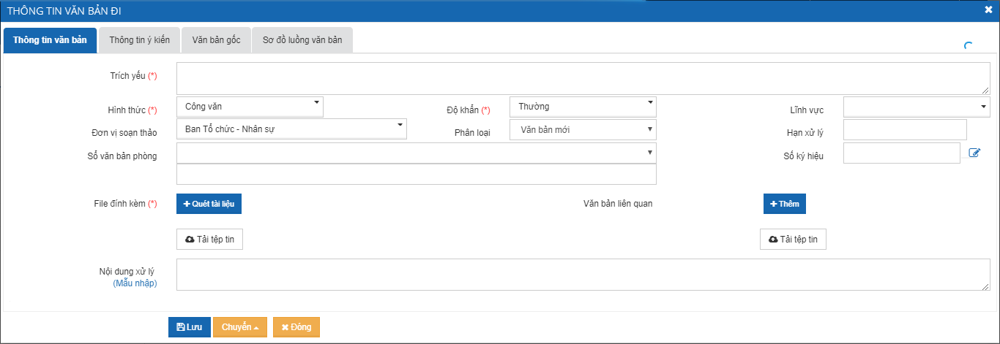 THÔNG TIN VĂN BẢN ĐI
Thông tin văn bản Thông tin ý kiến Văn bản gốc Sơ đồ luồng văn bản
Trích yếu (*)
Hình thức (*) Công văn Độ khẩn (*) Thường Lĩnh vực
Đơn vị soạn thảo Ban Tổ chức - Nhân sự Phân loại Văn bản mới Hạn xử lý
Sổ văn bản phòng Số ký hiệu
File đính kèm (*) Quét tài liệu Văn bản liên quan Thêm
Tải tệp tin Tải tệp tin
Nội dung xử lý
(Mẫu nhập)
Lưu Chuyển Đóng